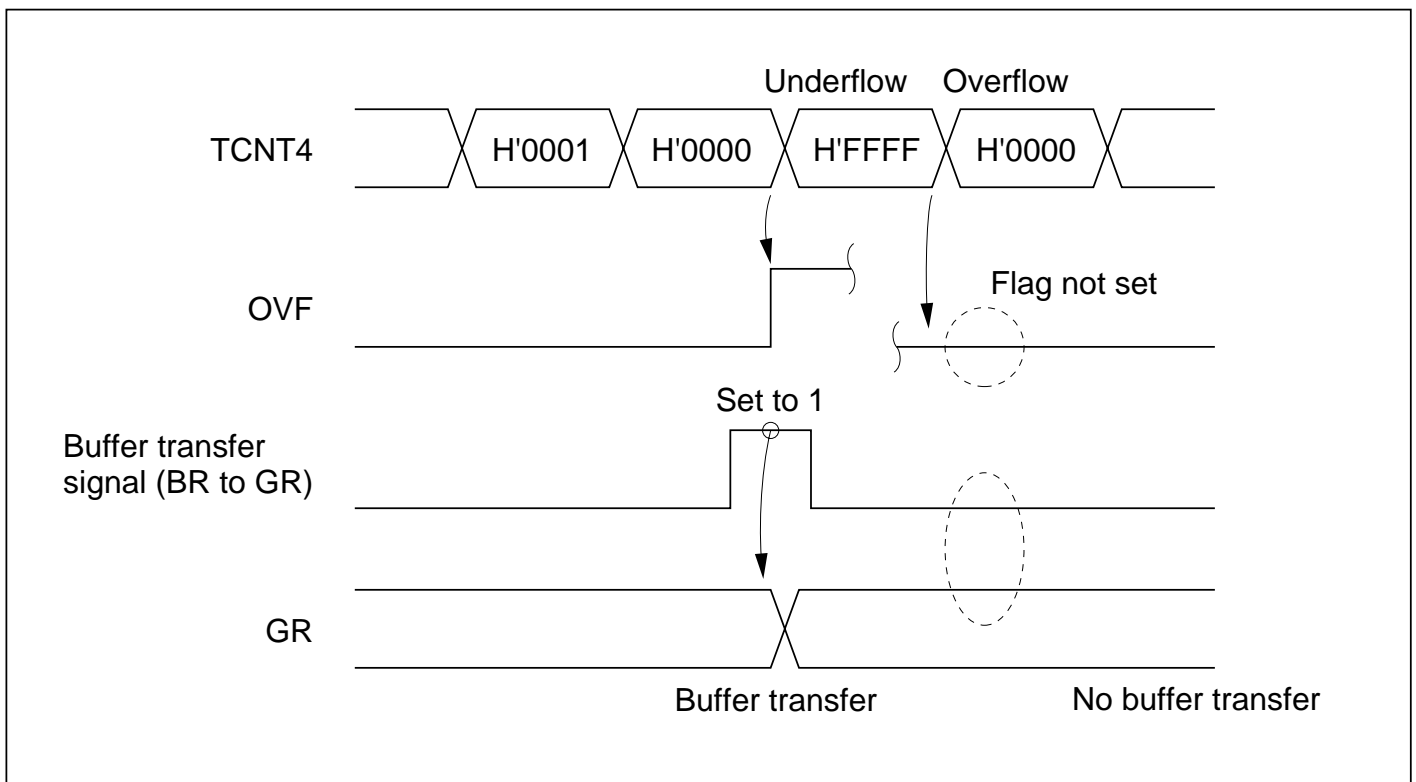 Underflow Overflow
TCNT4 H'0001 H'0000 H'FFFF H'0000
Flag not set
OVF
Set to 1
Buffer transfer
signal (BR to GR)
GR
Buffer transfer No buffer transfer